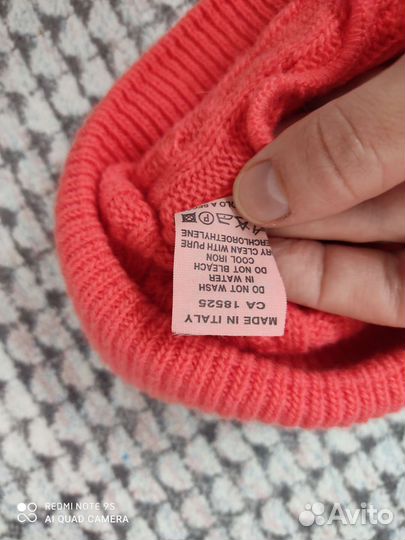 MADE IN ITALY
CA 18525
DO NOT WASH
IN WATER
DO NOT BLEACH
COOL IRON
DRY CLEAN WITH PURE
PERCHLOROETHYLENE
P
REDMI NOTE 9S
AI QUAD CAMERA
Avito